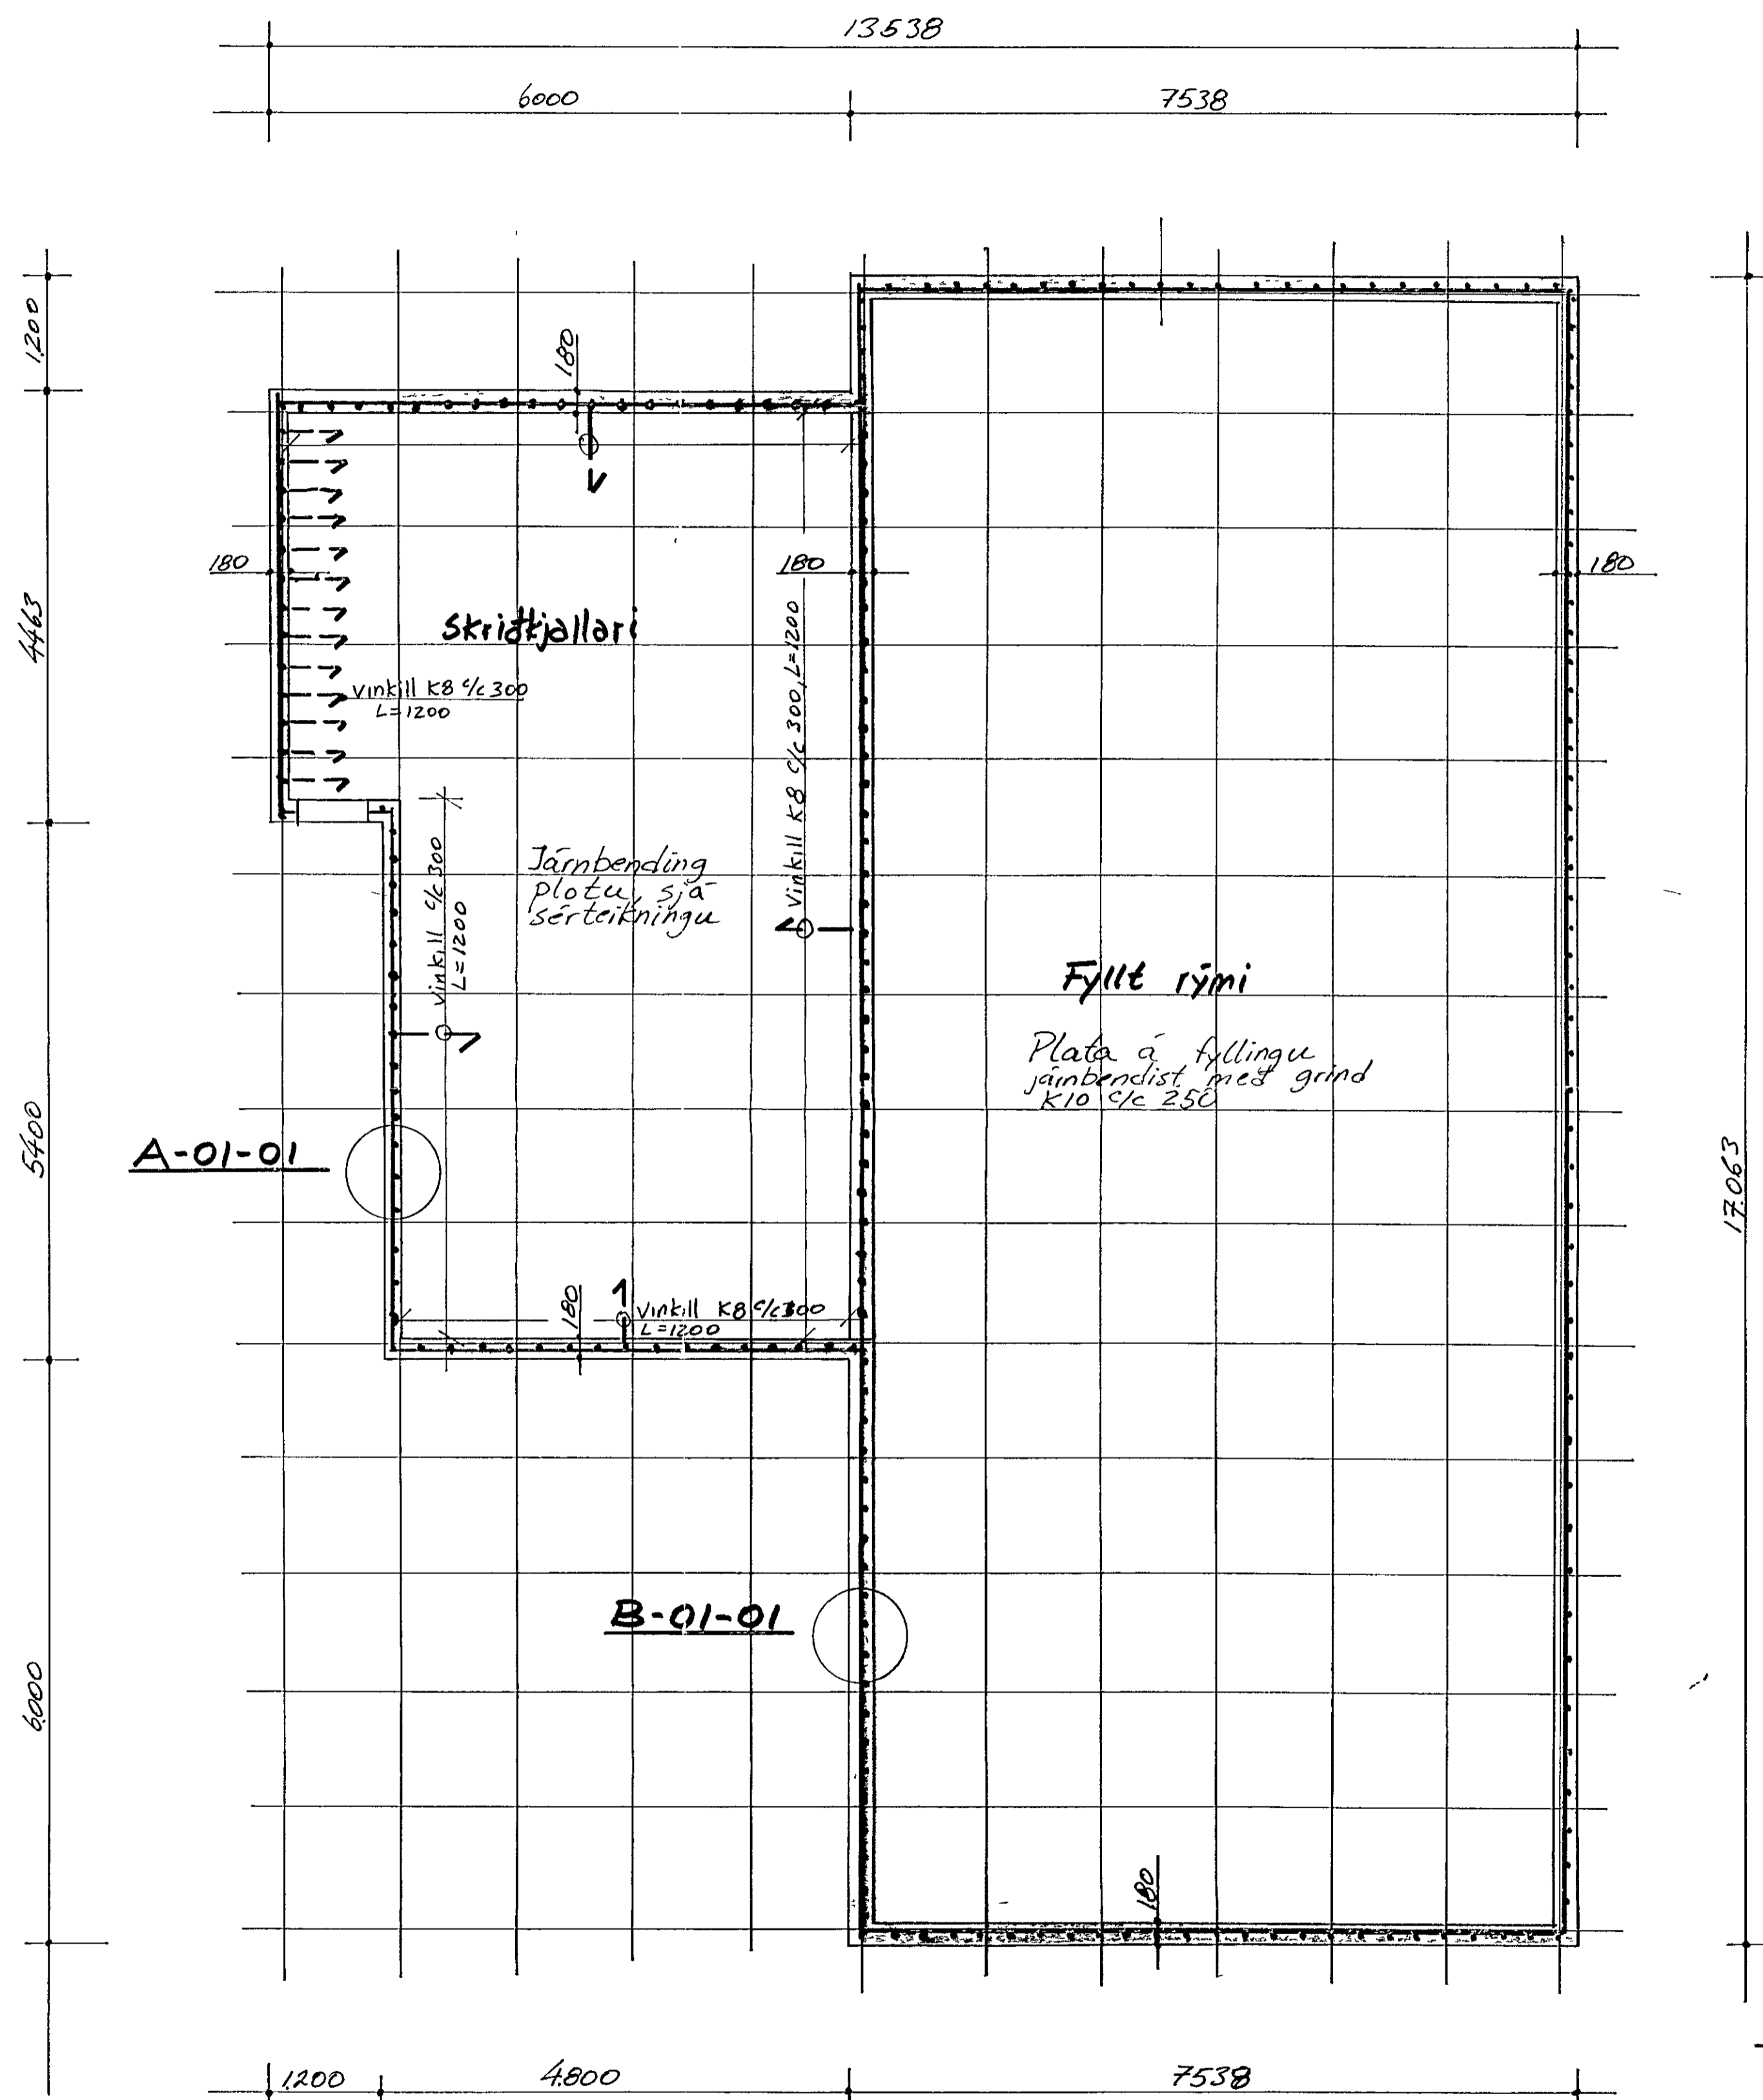 13538
6000
7538
1200
180
180
180
180
4463
skriðkjallari
vinkill K8 c/c 300
L=1200
vinkill K8 c/c 300, L=1200
vinkill c/c 300
L=1200
Járnbending
plötu, sjá
sérteikningu
Fyllt rými
Plata á fyllingu
járnbendist með grind
K10 c/c 250
5400
A-01-01
17.063
180
vinkill K8 c/c 300
L=1200
B-01-01
6000
180
1200
4800
7538